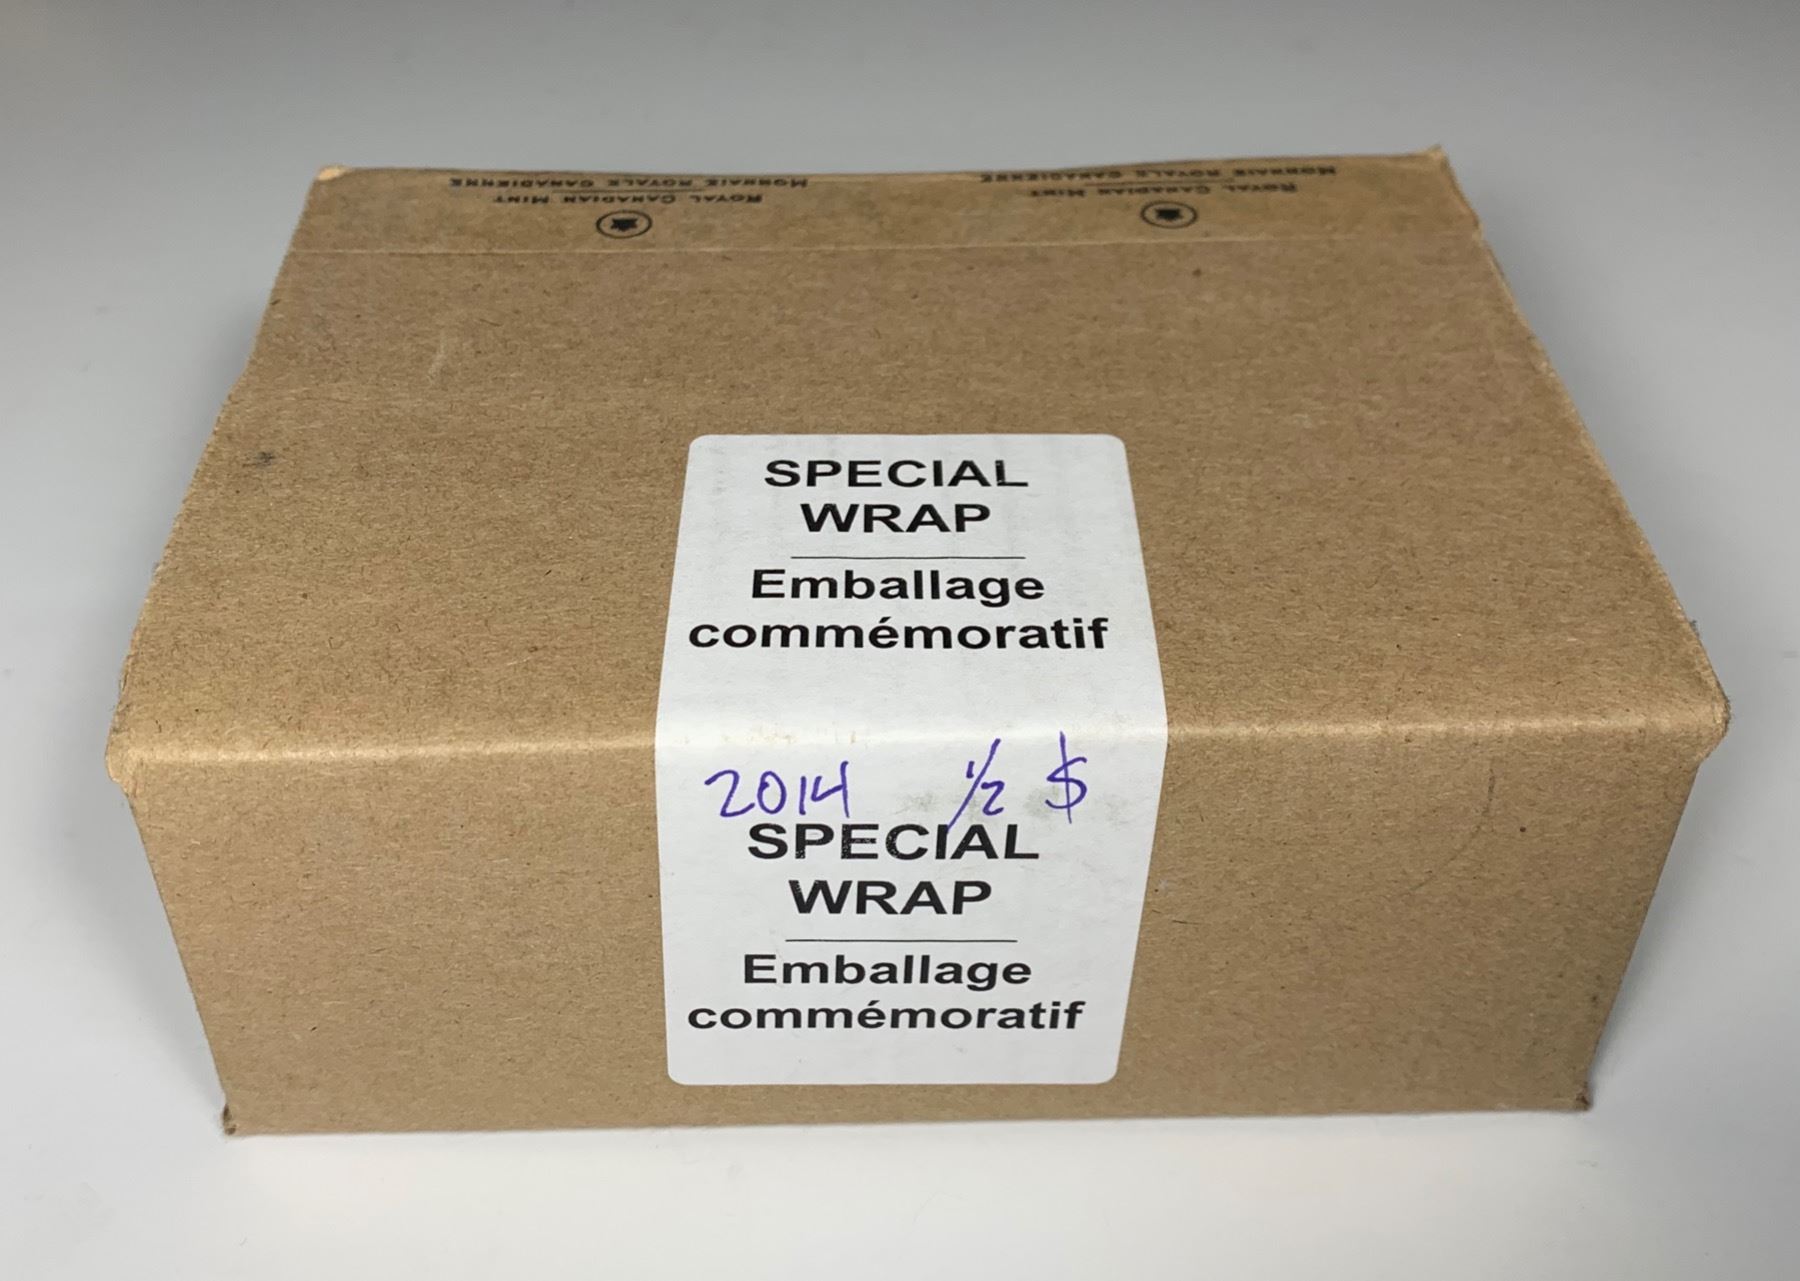 ROYAL CANADIAN MINT
MONNAIE ROYALE CANADIENNE
ROYAL CANADIAN MINT
MONNAIE ROYALE CANADIENNE
SPECIAL
WRAP
Emballage
commémoratif
2014 1/2 $
SPECIAL
WRAP
Emballage
commémoratif